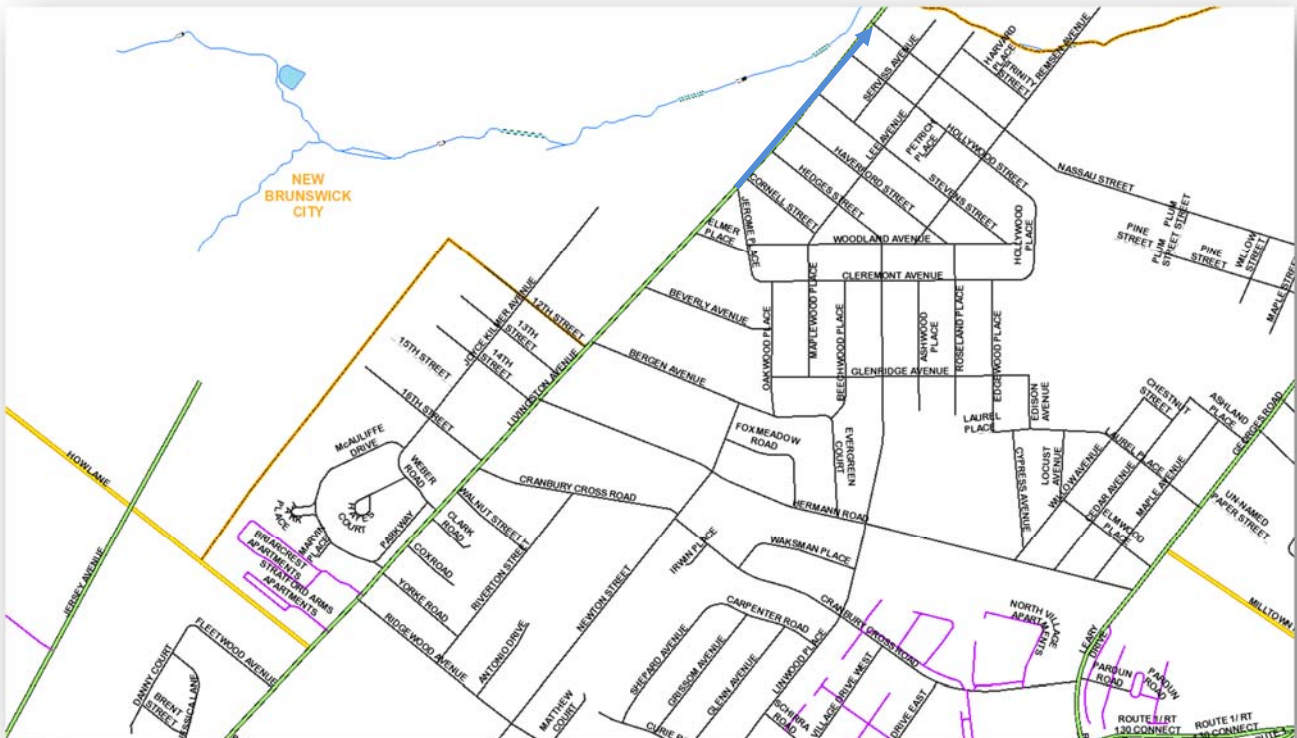 SERVISS AVENUE
HARVARD
PLACE
TRINITY
STREET
REMSEN AVENUE
LEE AVENUE
PETRICH
PLACE
HOLLYWOOD STREET
NASSAU STREET
HAVERFORD STREET
STEVENS STREET
HEDGES STREET
CORNELL STREET
NEW
BRUNSWICK
CITY
JEROME PLACE
ELMER
PLACE
WOODLAND AVENUE
HOLLYWOOD
PLACE
PINE
STREET
PLUM
STREET
PLUM
STREET
PINE
STREET
WILLOW
STREET
MAPLE STREET
CLEREMONT AVENUE
BEVERLY AVENUE
JOYCE KILMER AVENUE
12TH STREET
13TH
STREET
14TH
STREET
15TH STREET
16TH STREET
LIVINGSTON AVENUE
BERGEN AVENUE
OAKWOOD PLACE
MAPLEWOOD PLACE
BEECHWOOD PLACE
ASHWOOD
PLACE
ROSELAND PLACE
EDGEWOOD PLACE
GLENRIDGE AVENUE
EDISON
AVENUE
LAUREL
PLACE
CHESTNUT
STREET
ASHLAND
PLACE
GEORGES ROAD
LAUREL PLACE
FOX MEADOW
ROAD
EVERGREEN
COURT
CYPRESS AVENUE
LOCUST
AVENUE
WILLOW AVENUE
CEDAR AVENUE
MAPLE AVENUE
ELMWOOD
PLACE
UN-NAMED
PAPER STREET
HOW LANE
JERSEY AVENUE
McAULIFFE
DRIVE
WEBER
ROAD
COURT
PLACE
MARVIN
PLACE
PARKWAY
BRIARCREST
APARTMENTS
STRATFORD ARMS
APARTMENTS
CRANBURY CROSS ROAD
WALNUT STREET
CLARK
ROAD
COX ROAD
YORKE ROAD
RIVERTON STREET
RIDGEWOOD AVENUE
ANTONIO DRIVE
NEWTON STREET
MATTHEW
COURT
HERMANN ROAD
IRWIN PLACE
WAKSMAN PLACE
CARPENTER ROAD
CRANBURY CROSS ROAD
SHEPARD AVENUE
GRISSOM AVENUE
GLENN AVENUE
LINWOOD PLACE
SCHIRRA
ROAD
VILLAGE DRIVE WEST
DRIVE EAST
NORTH VILLAGE
APARTMENTS
LEARY
DRIVE
MILLTOWN
PARDUN
ROAD
PARDUN
ROAD
FLEETWOOD AVENUE
DANNY COURT
BRENT
STREET
ROUTE 1/ RT
130 CONNECT
ROUTE 1/ RT
130 CONNECT